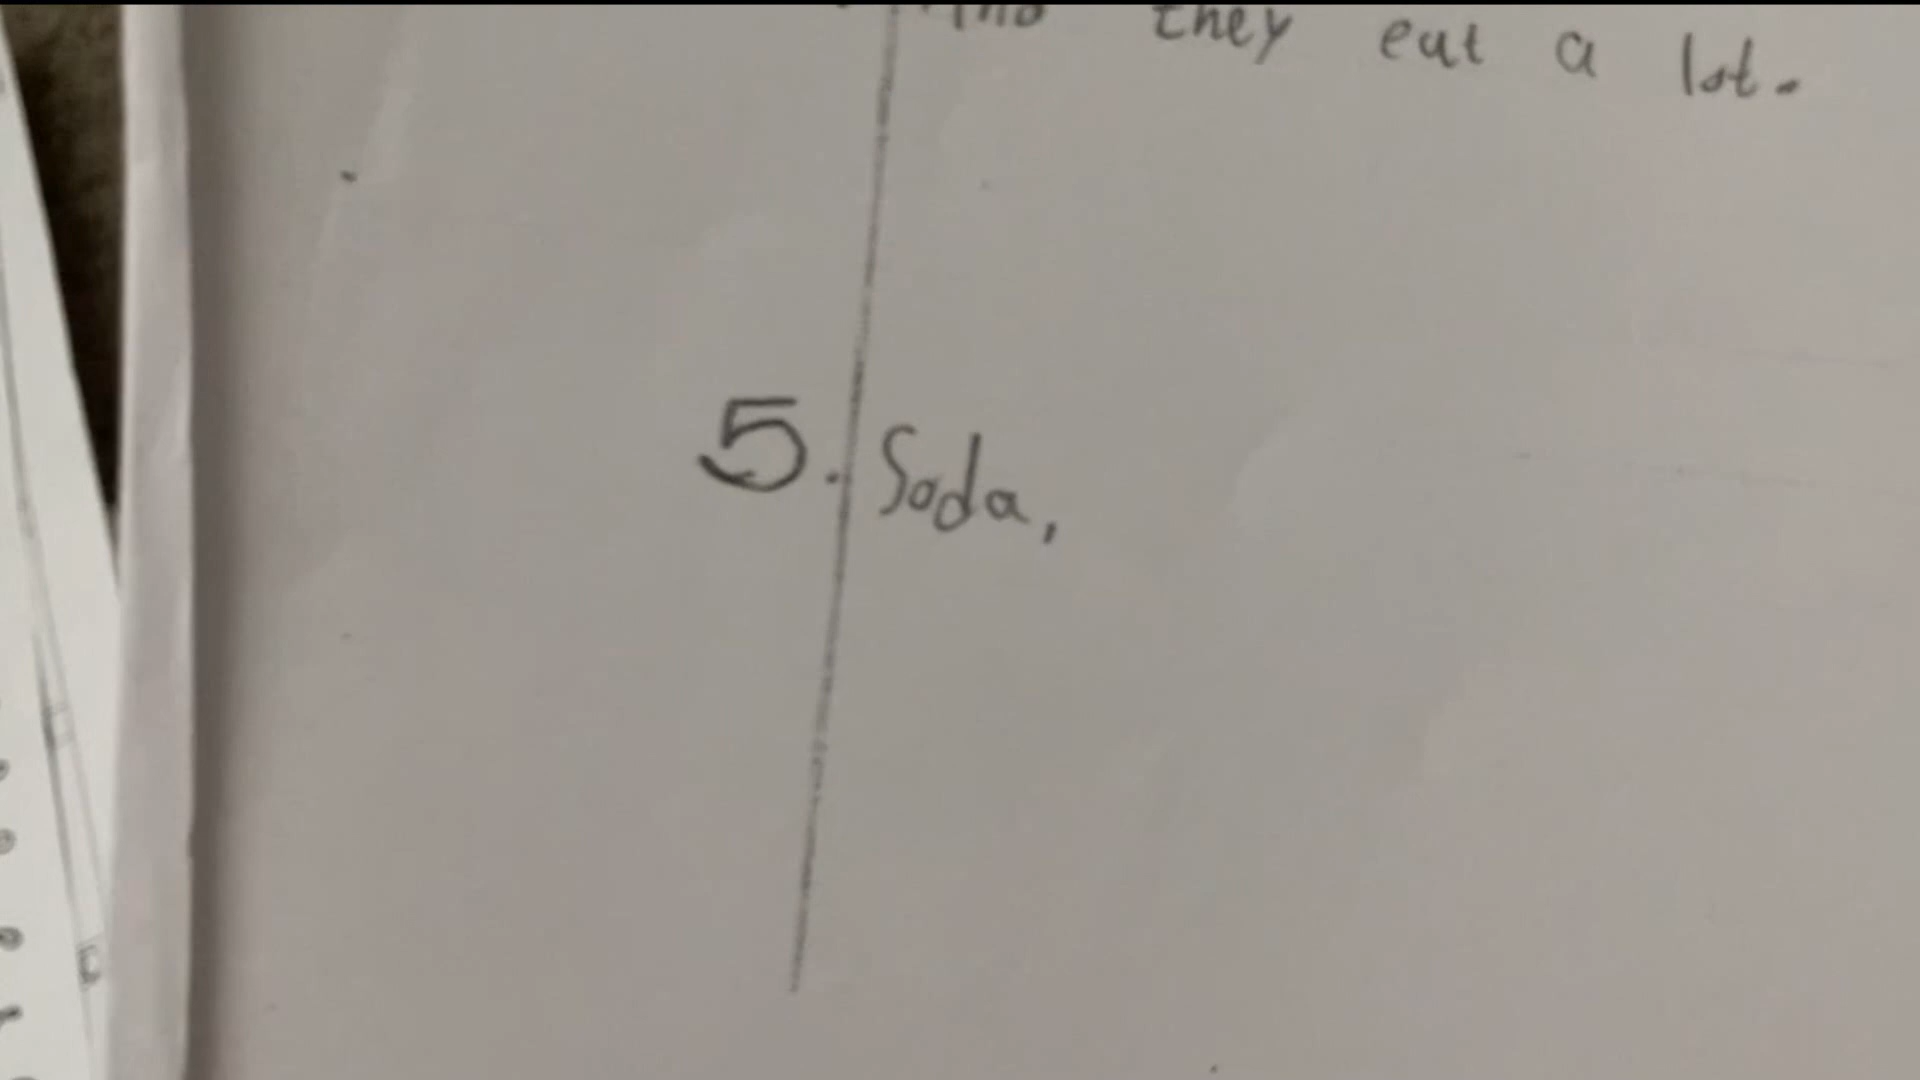 they eat a lot.
5. Soda,